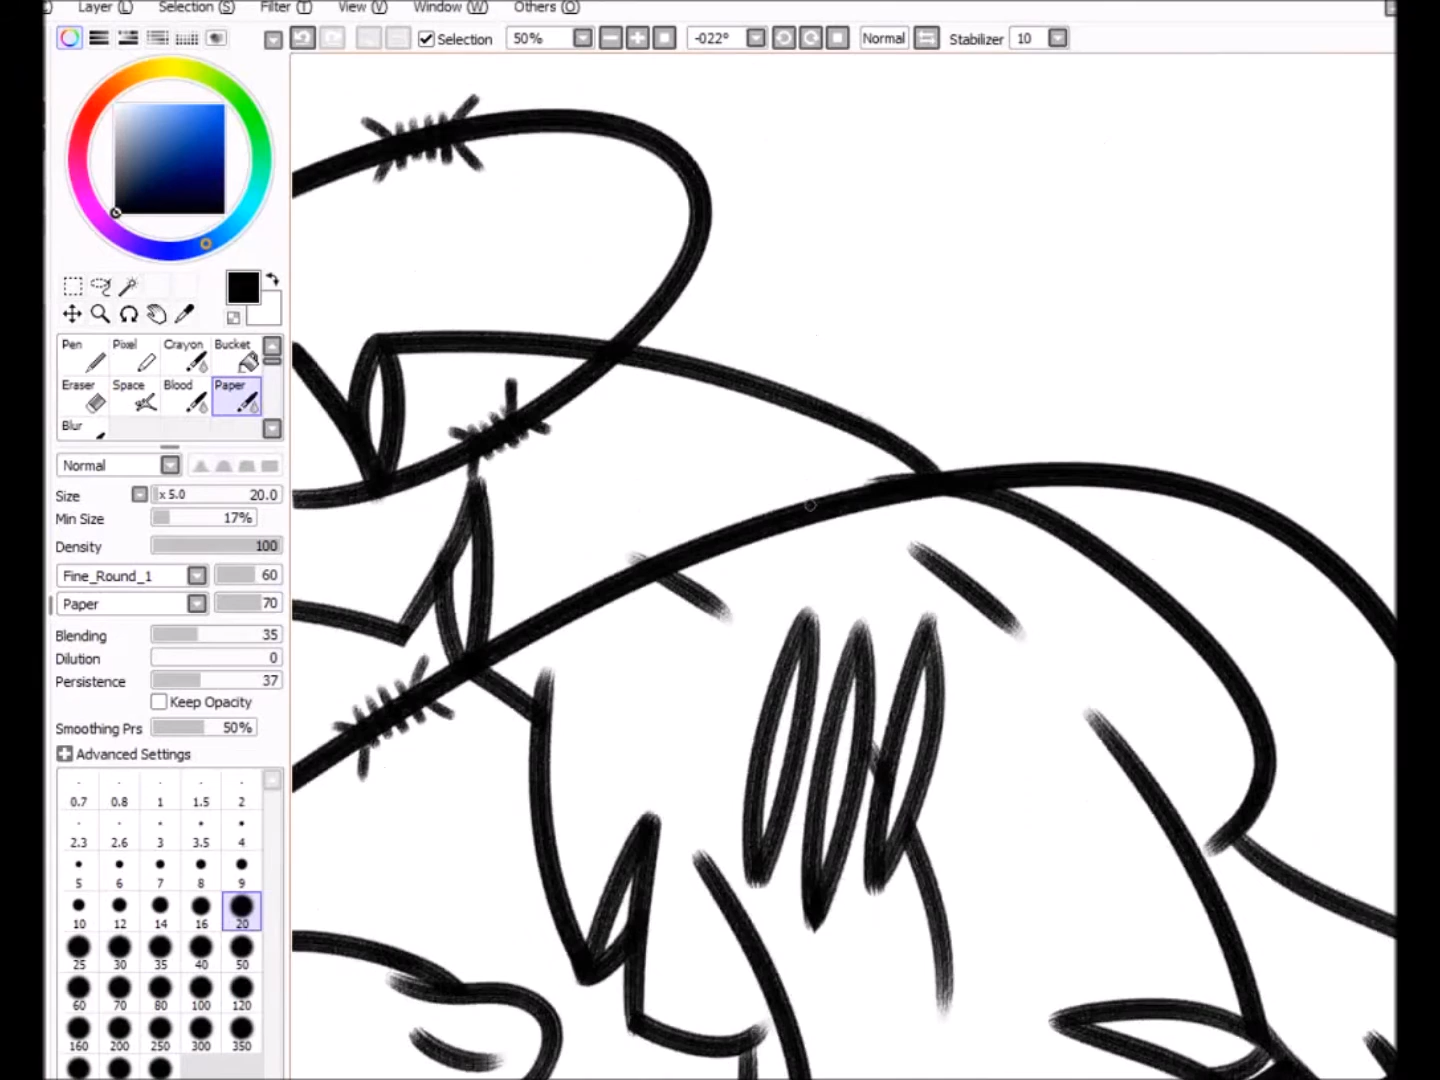 Layer (L) Selection (S) Filter (T) View (V) Window (W) Others (O)
Selection 50% -022° Normal Stabilizer 10
Pen Pixel Crayon Bucket
Eraser Space Blood Paper
Blur
Normal
Size x 5.0 20.0
Min Size 17%
Density 100
Fine_Round_1 60
Paper 70
Blending 35
Dilution 0
Persistence 37
Keep Opacity
Smoothing Prs 50%
Advanced Settings
0.7 0.8 1 1.5 2
2.3 2.6 3 3.5 4
5 6 7 8 9
10 12 14 16 20
25 30 35 40 50
60 70 80 100 120
160 200 250 300 350